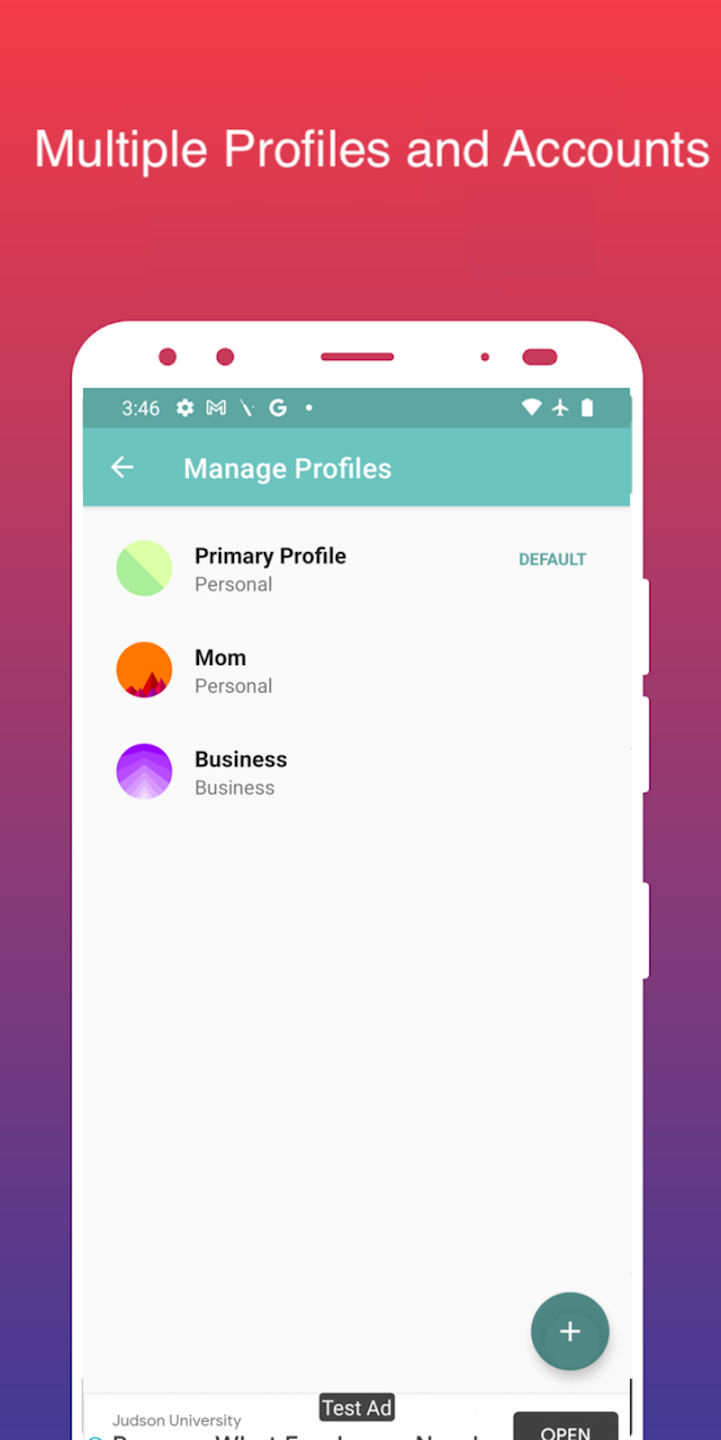 Multiple Profiles and Accounts
3:46
Manage Profiles
Primary Profile
DEFAULT
Personal
Mom
Personal
Business
Business
Test Ad
Judson University
OPEN